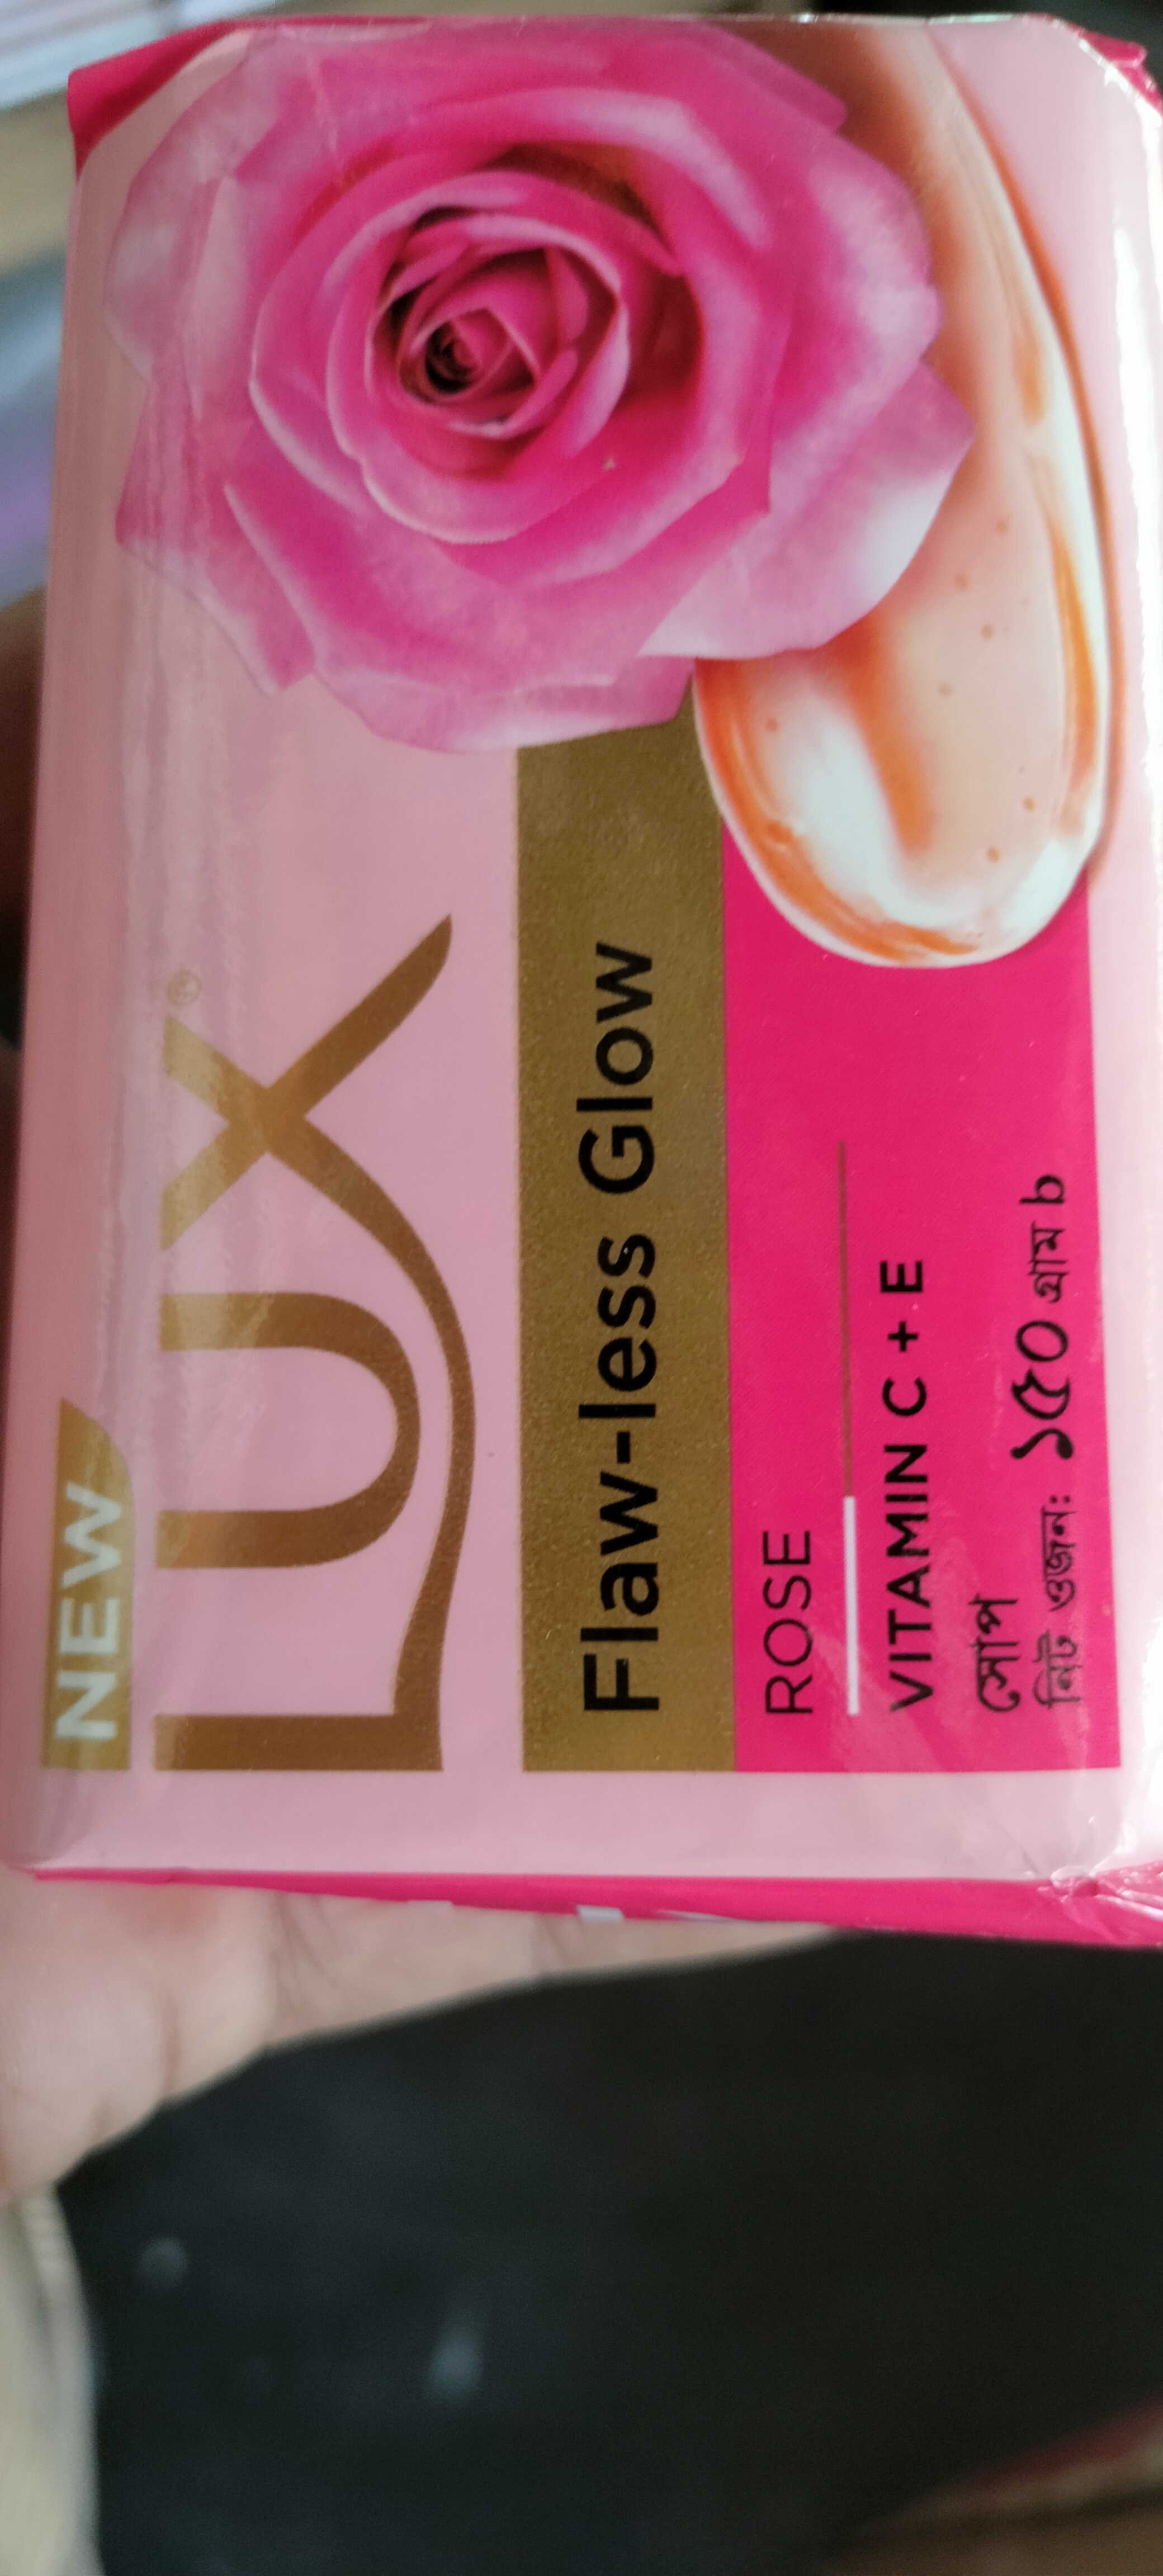 NEW
LUX®
Flaw-less Glow
ROSE
VITAMIN C + E
সোপ
নিট ওজন: ১৫০ গ্রাম b